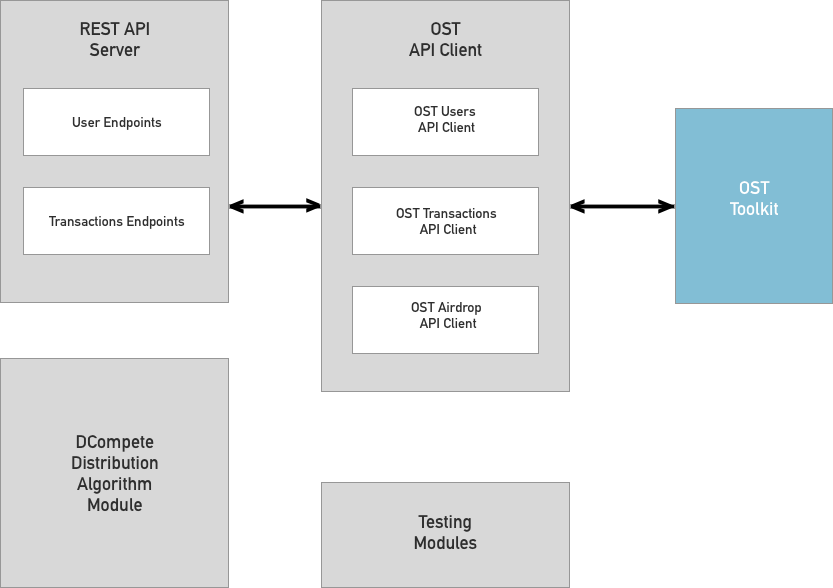 REST API
Server
User Endpoints
Transactions Endpoints
OST
API Client
OST Users
API Client
OST Transactions
API Client
OST Airdrop
API Client
OST
Toolkit
DCompete
Distribution
Algorithm
Module
Testing
Modules